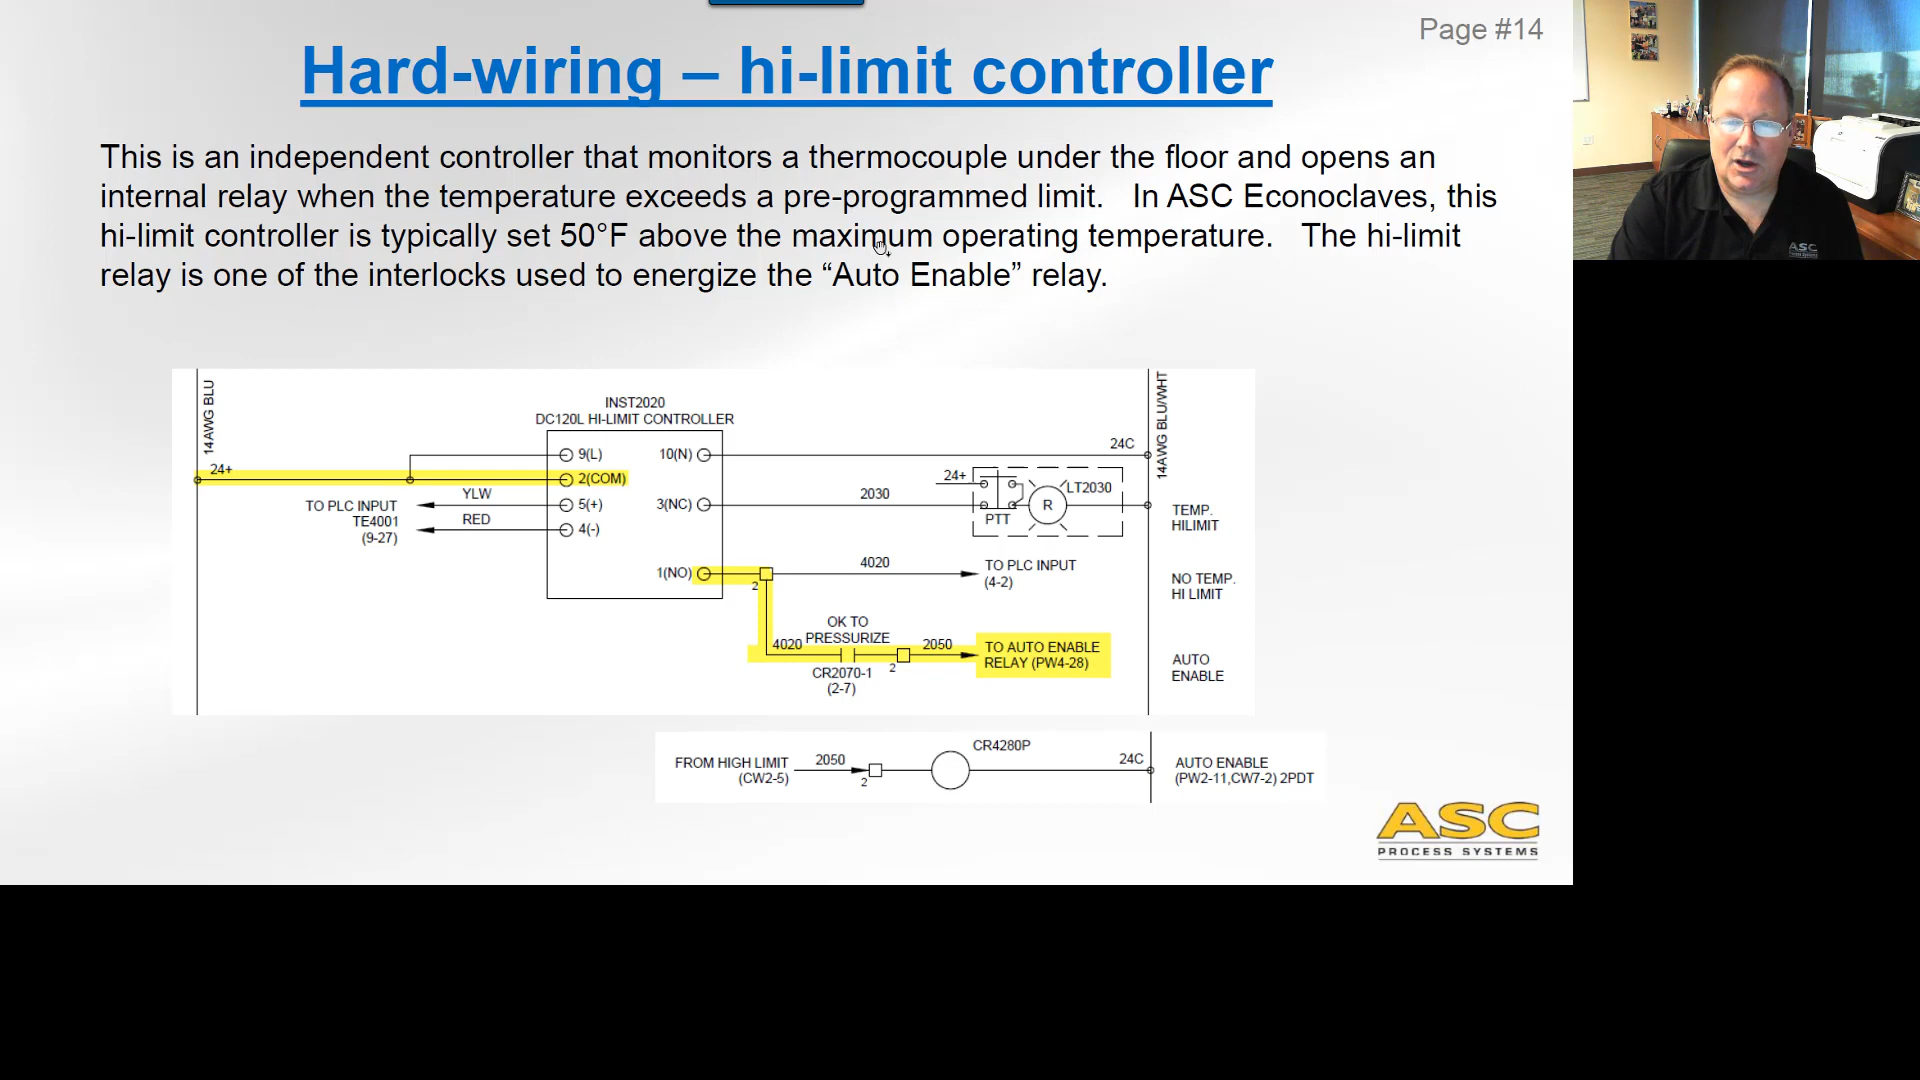 Page #14
Hard-wiring – hi-limit controller
This is an independent controller that monitors a thermocouple under the floor and opens an
internal relay when the temperature exceeds a pre-programmed limit. In ASC Econoclaves, this
hi-limit controller is typically set 50°F above the maximum operating temperature. The hi-limit
relay is one of the interlocks used to energize the “Auto Enable” relay.
14AWG BLU
INST2020
DC120L HI-LIMIT CONTROLLER
14AWG BLU/WHT
9(L)
10(N)
24C
24+
2(COM)
24+
LT2030
YLW
TO PLC INPUT
TE4001
(9-27)
5(+)
3(NC)
2030
PTT
R
TEMP.
HILIMIT
RED
4(-)
1(NO)
2
4020
TO PLC INPUT
(4-2)
NO TEMP.
HI LIMIT
OK TO
PRESSURIZE
4020
2050
2
TO AUTO ENABLE
RELAY (PW4-28)
AUTO
ENABLE
CR2070-1
(2-7)
CR4280P
FROM HIGH LIMIT
(CW2-5)
2050
2
24C
AUTO ENABLE
(PW2-11,CW7-2) 2PDT
ASC
PROCESS SYSTEMS
ASC